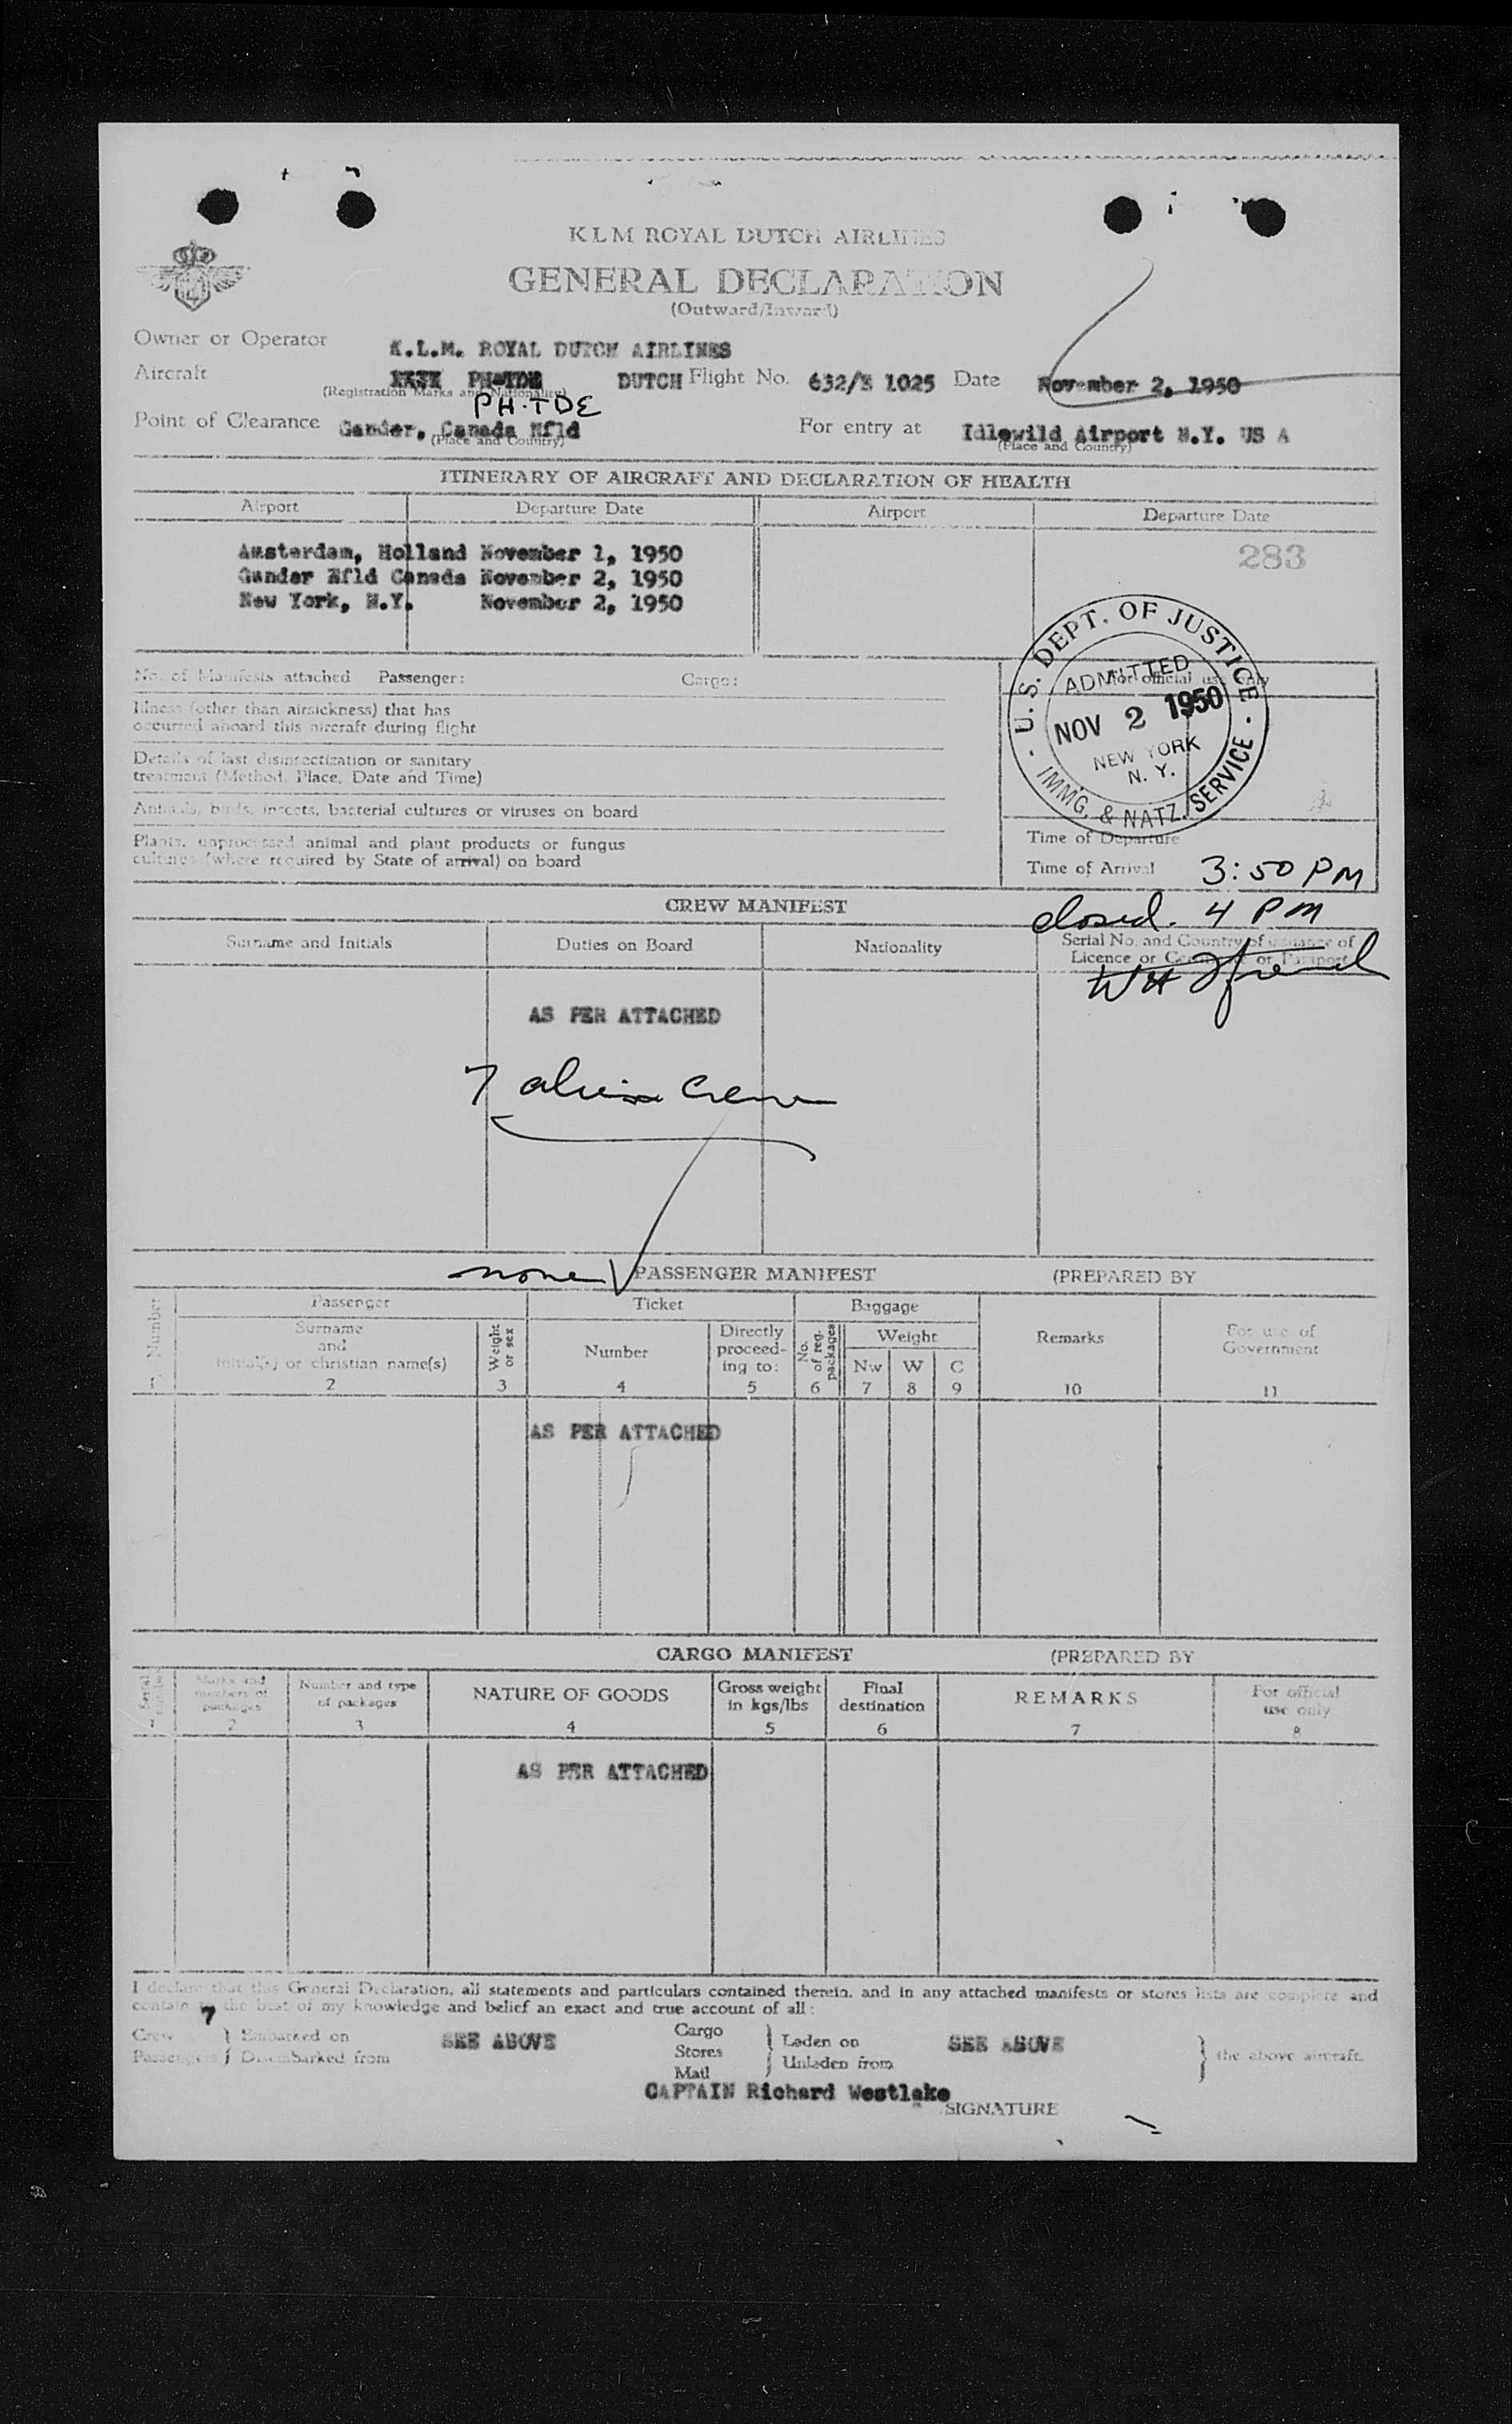 KLM ROYAL DUTCH AIRLINES
GENERAL DECLARATION
(Outward/Inward)
Owner or Operator K.L.M. ROYAL DUTCH AIRLINES
Aircraft PH-TDE DUTCH Flight No. 632/E 1025 Date November 2, 1950
(Registration Marks and Nationality)
PH.TDE
Point of Clearance Gander, Canada Nfld For entry at Idlewild Airport N.Y. US A
(Place and Country) (Place and Country)
ITINERARY OF AIRCRAFT AND DECLARATION OF HEALTH
Airport Departure Date Airport Departure Date
283
Amsterdam, Holland November 1, 1950
Gander Nfld Canada November 2, 1950
New York, N.Y. November 2, 1950
No. of Manifests attached Passenger: Cargo:
For official use only
U.S. DEPT. OF JUSTICE
ADMITTED
NOV 2 1950
NEW YORK
N. Y.
IMMG. & NATZ. SERVICE
Illness (other than airsickness) that has
occurred aboard this aircraft during flight
Details of last disinsectization or sanitary
treatment (Method, Place, Date and Time)
Animals, birds, insects, bacterial cultures or viruses on board
Plants, unprocessed animal and plant products or fungus
cultures (where required by State of arrival) on board
Time of Departure
Time of Arrival 3:50 PM
closed. 4 PM
CREW MANIFEST
Surname and Initials Duties on Board Nationality Serial No. and Country of issuance of
Licence or Certificate or Passport
AS PER ATTACHED
7 alien Crew
none
PASSENGER MANIFEST (PREPARED BY
Number Passenger Ticket Baggage
Surname
and
initial(s) or christian name(s)
Weight
or sex
Number
Directly
proceed-
ing to:
No.
of reg.
packages
Weight
Nw W C
Remarks
For use of
Government
1 2 3 4 5 6 7 8 9 10 11
AS PER ATTACHED
CARGO MANIFEST (PREPARED BY
Serial
Marks and
numbers of
packages
Number and type
of packages
NATURE OF GOODS
Gross weight
in kgs/lbs
Final
destination
REMARKS
For official
use only
1 2 3 4 5 6 7 8
AS PER ATTACHED
I declare that this General Declaration, all statements and particulars contained therein, and in any attached manifests or stores lists are complete and
contain to the best of my knowledge and belief an exact and true account of all:
7
Crew } Embarked on SEE ABOVE Cargo } Laden on SEE ABOVE
Passengers } Disembarked from Stores } Unladen from } the above aircraft.
Mail
CAPTAIN Richard Westlake
SIGNATURE